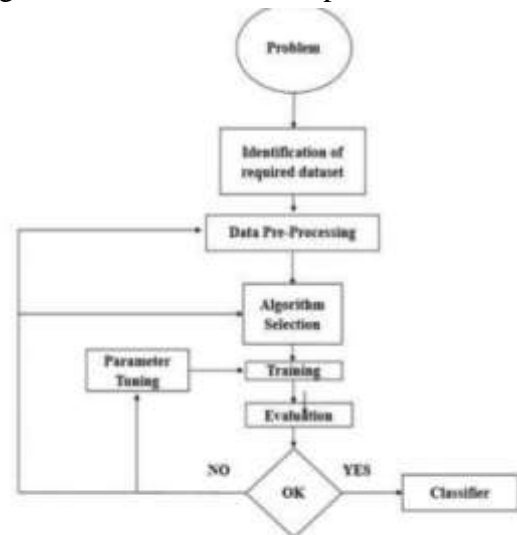 Problem
Identification of
required dataset
Data Pre-Processing
Algorithm
Selection
Parameter
Tuning
Training
Evaluation
NO
YES
OK
Classifier